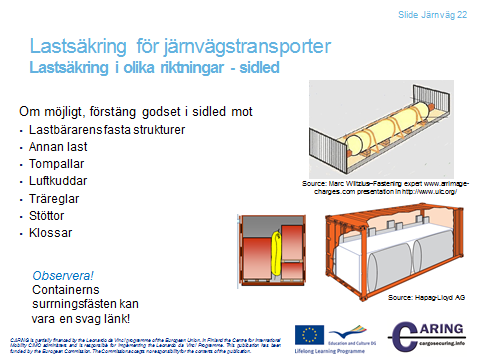 Slide Järnväg 22
Lastsäkring för järnvägstransporter
Lastsäkring i olika riktningar - sidled
Om möjligt, förstäng godset i sidled mot
• Lastbärarens fasta strukturer
• Annan last
• Tompallar
• Luftkuddar
• Träreglar
• Stöttor
• Klossar
Source: Marc Wiltzius–Fastening expert www.arrimage-
charges.com presentation in http://www.uic.org/
Source: Hapag-Lloyd AG
Observera!
Containerns
surrningsfästen kan
vara en svag länk!
CARING is partially financed by the Leonardo da Vinci programme of the European Union. In Finland the Centre for International
Mobility CIMO administers and is responsible for implementing the Leonardo da Vinci Programme. This publication has been
funded by the European Commission. The Commission accepts no responsibility for the contents of the publication.
Education and Culture DG
Lifelong Learning Programme
CARING
cargosecuring.info